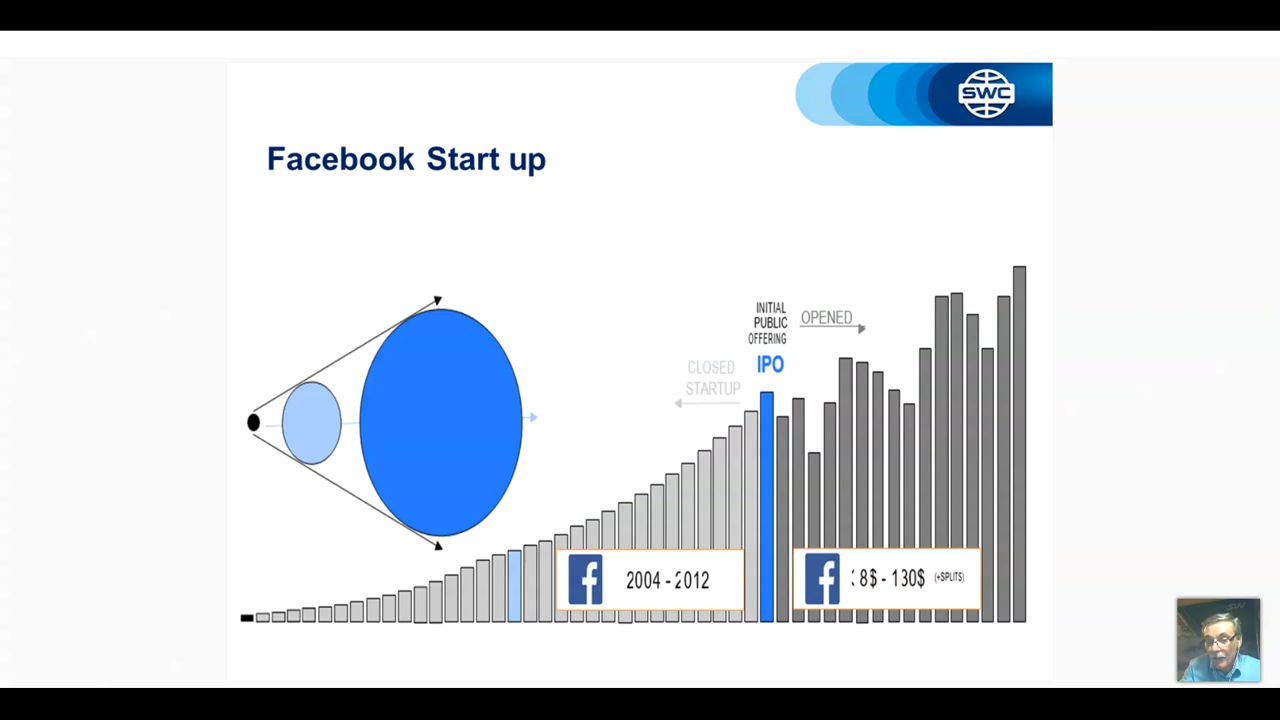 SWC
Facebook Start up
INITIAL
PUBLIC
OFFERING
IPO
OPENED
CLOSED
STARTUP
2004 - 2012
8$ - 130$ (+SPLITS)